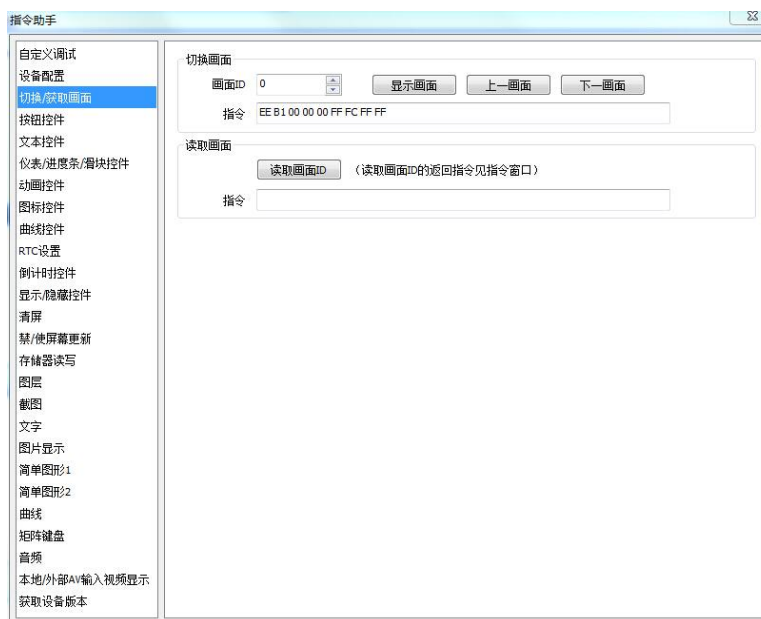 指令助手
自定义调试
设备配置
切换/获取画面
按钮控件
文本控件
仪表/进度条/滑块控件
动画控件
图标控件
曲线控件
RTC设置
倒计时控件
显示/隐藏控件
清屏
禁/使屏幕更新
存储器读写
图层
截图
文字
图片显示
简单图形1
简单图形2
曲线
矩阵键盘
音频
本地/外部AV输入视频显示
获取设备版本
切换画面
画面ID 0 显示画面 上一画面 下一画面
指令 EE B1 00 00 00 FF FC FF FF
读取画面
读取画面ID (读取画面ID的返回指令见指令窗口)
指令